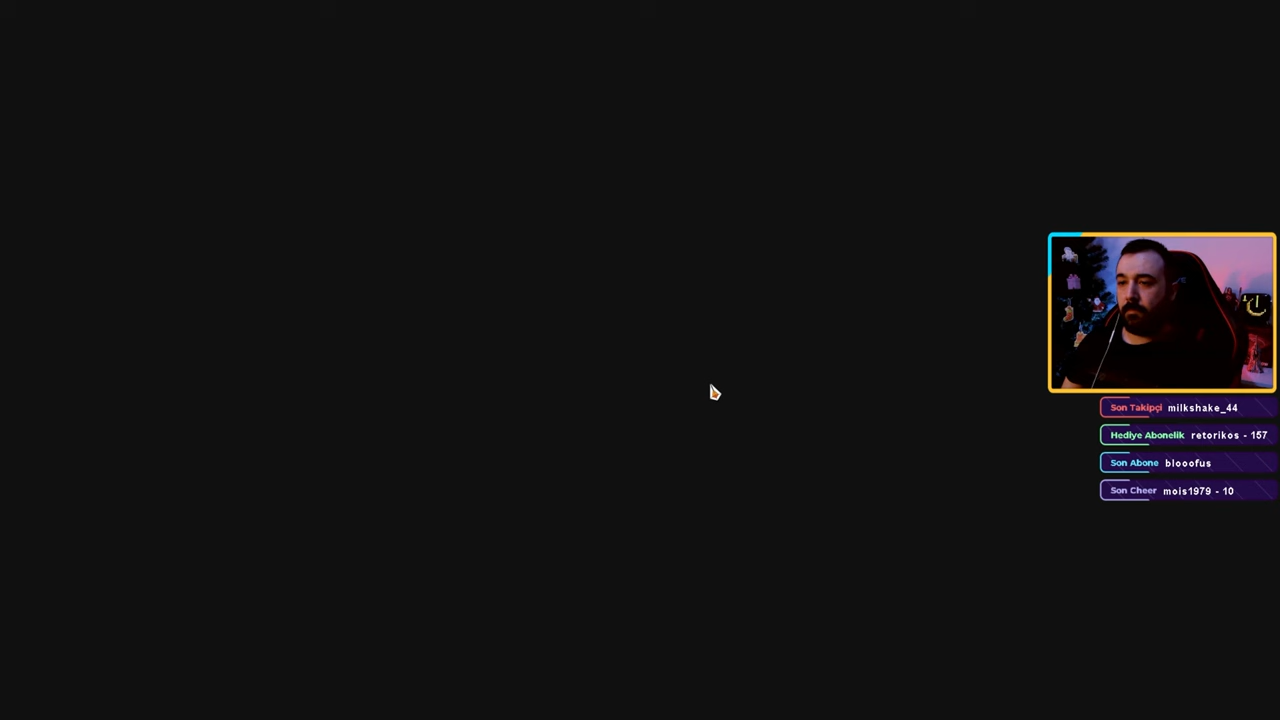 Son Takipçi milkshake_44
Hediye Abonelik retorikos - 157
Son Abone blooofus
Son Cheer mois1979 - 10